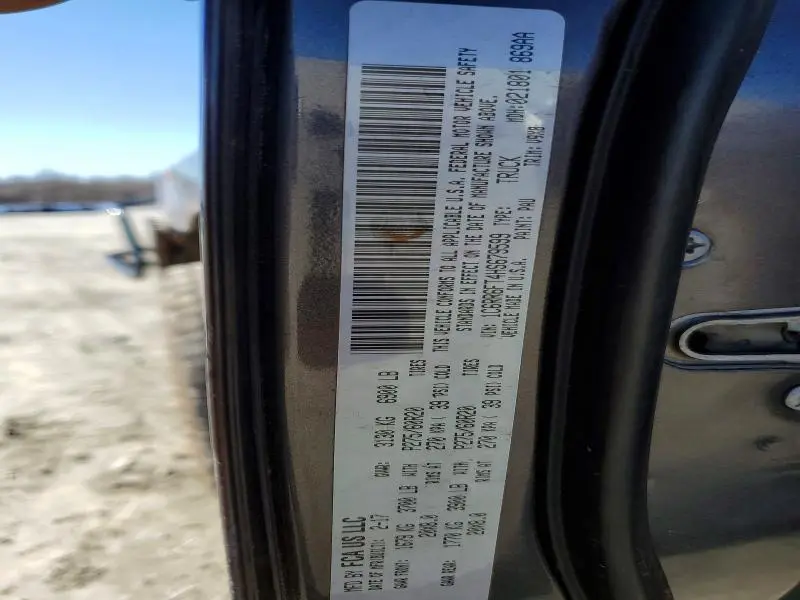 MFD BY FCA US LLC
DATE OF MFR(BUILT): 2-17 GVWR: 3130 KG 6900 LB
GAWR FRONT: 1679 KG 3700 LB WITH P275/60R20 TIRES
20X8.0 RIMS AT 270 KPA ( 39 PSI) COLD
GAWR REAR: 1770 KG 3900 LB WITH P275/60R20 TIRES
20X8.0 RIMS AT 270 KPA ( 39 PSI) COLD
THIS VEHICLE CONFORMS TO ALL APPLICABLE U.S.A. FEDERAL MOTOR VEHICLE SAFETY
STANDARDS IN EFFECT ON THE DATE OF MANUFACTURE SHOWN ABOVE.
VIN: 1C6RR6FT4HS673599 TYPE: TRUCK MDH:021801 869AA
VEHICLE MADE IN U.S.A. PAINT: PAU TRIM: V9X8